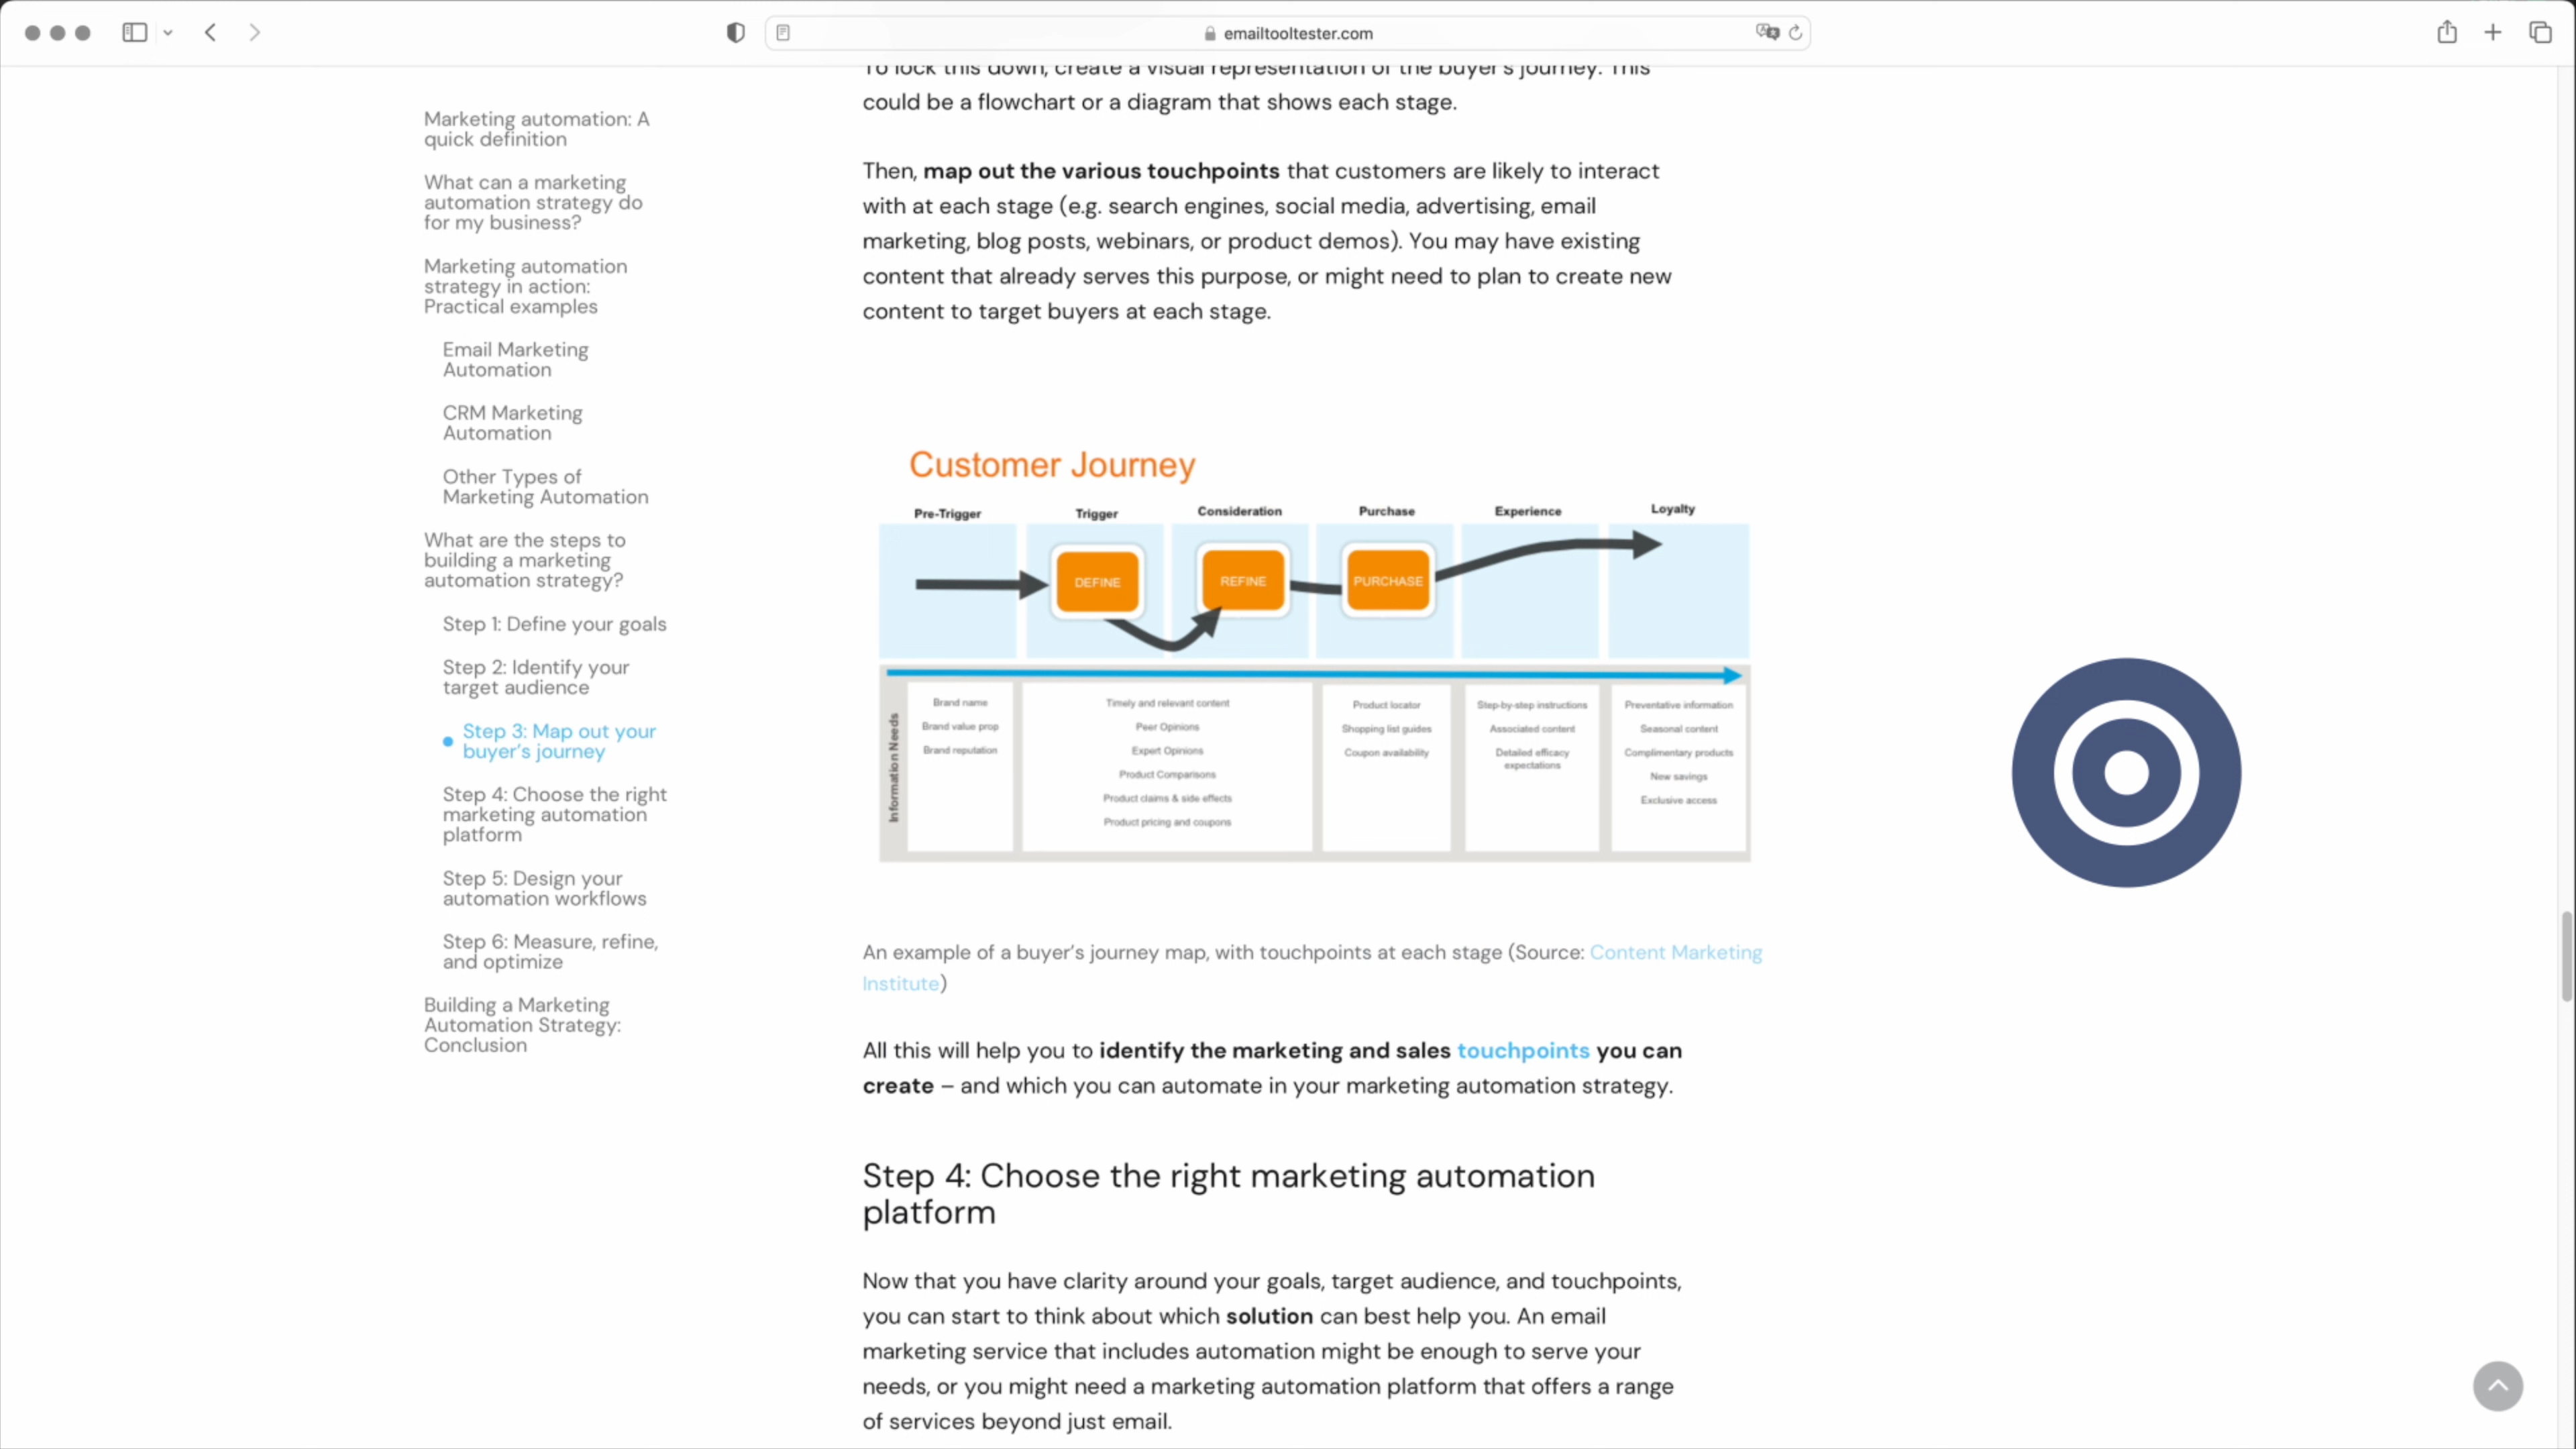 emailtooltester.com
Marketing automation: A
quick definition
What can a marketing
automation strategy do
for my business?
Marketing automation
strategy in action:
Practical examples
Email Marketing
Automation
CRM Marketing
Automation
Other Types of
Marketing Automation
What are the steps to
building a marketing
automation strategy?
Step 1: Define your goals
Step 2: Identify your
target audience
Step 3: Map out your
buyer's journey
Step 4: Choose the right
marketing automation
platform
Step 5: Design your
automation workflows
Step 6: Measure, refine,
and optimize
Building a Marketing
Automation Strategy:
Conclusion
To lock this down, create a visual representation of the buyer's journey. This
could be a flowchart or a diagram that shows each stage.
Then, map out the various touchpoints that customers are likely to interact
with at each stage (e.g. search engines, social media, advertising, email
marketing, blog posts, webinars, or product demos). You may have existing
content that already serves this purpose, or might need to plan to create new
content to target buyers at each stage.
Customer Journey
Pre-Trigger Trigger Consideration Purchase Experience Loyalty
DEFINE REFINE PURCHASE
Information Needs
Brand name
Brand value prop
Brand reputation
Timely and relevant content
Peer Opinions
Expert Opinions
Product Comparisons
Product claims & side effects
Product pricing and coupons
Product locator
Shopping list guides
Coupon availability
Step-by-step instructions
Associated content
Detailed efficacy
expectations
Preventative information
Seasonal content
Complimentary products
New savings
Exclusive access
An example of a buyer's journey map, with touchpoints at each stage (Source: Content Marketing
Institute)
All this will help you to identify the marketing and sales touchpoints you can
create – and which you can automate in your marketing automation strategy.
Step 4: Choose the right marketing automation
platform
Now that you have clarity around your goals, target audience, and touchpoints,
you can start to think about which solution can best help you. An email
marketing service that includes automation might be enough to serve your
needs, or you might need a marketing automation platform that offers a range
of services beyond just email.